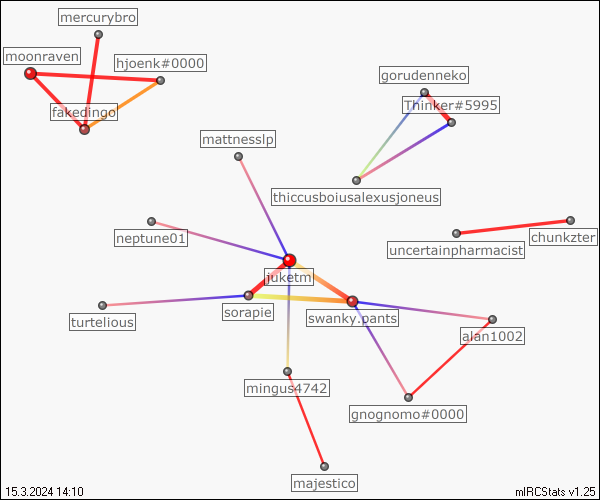 mercurybro
moonraven
hjoenk#0000
fakedingo
gorudenneko
Thinker#5995
mattnesslp
thiccusboiusalexusjoneus
neptune01
uncertainpharmacist
chunkzter
juketm
sorapie
swanky.pants
turtelious
alan1002
mingus4742
gnognomo#0000
majestico
15.3.2024 14:10
mIRCStats v1.25